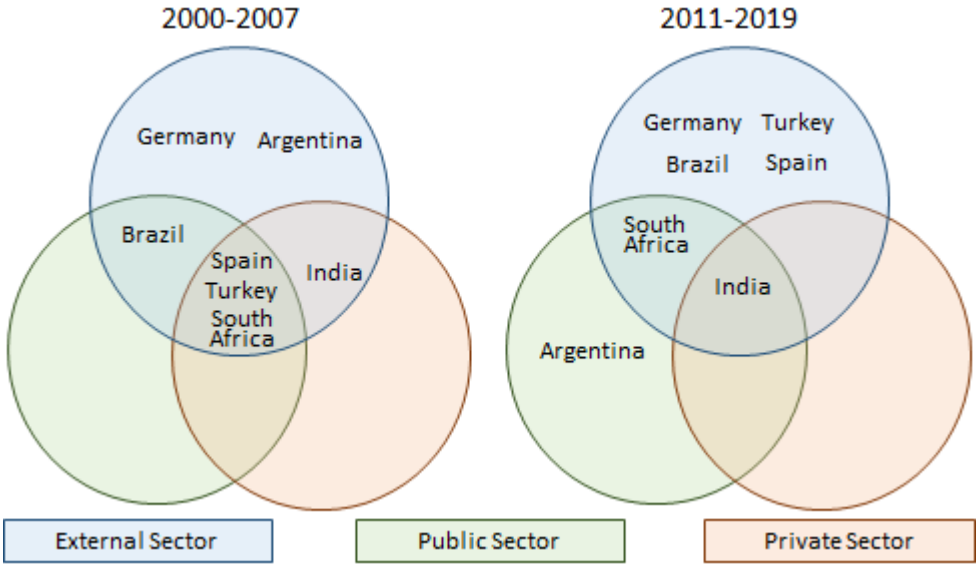 2000-2007
Germany
Argentina
Brazil
Spain
Turkey
South
Africa
India
2011-2019
Germany
Turkey
Brazil
Spain
South
Africa
India
Argentina
External Sector
Public Sector
Private Sector